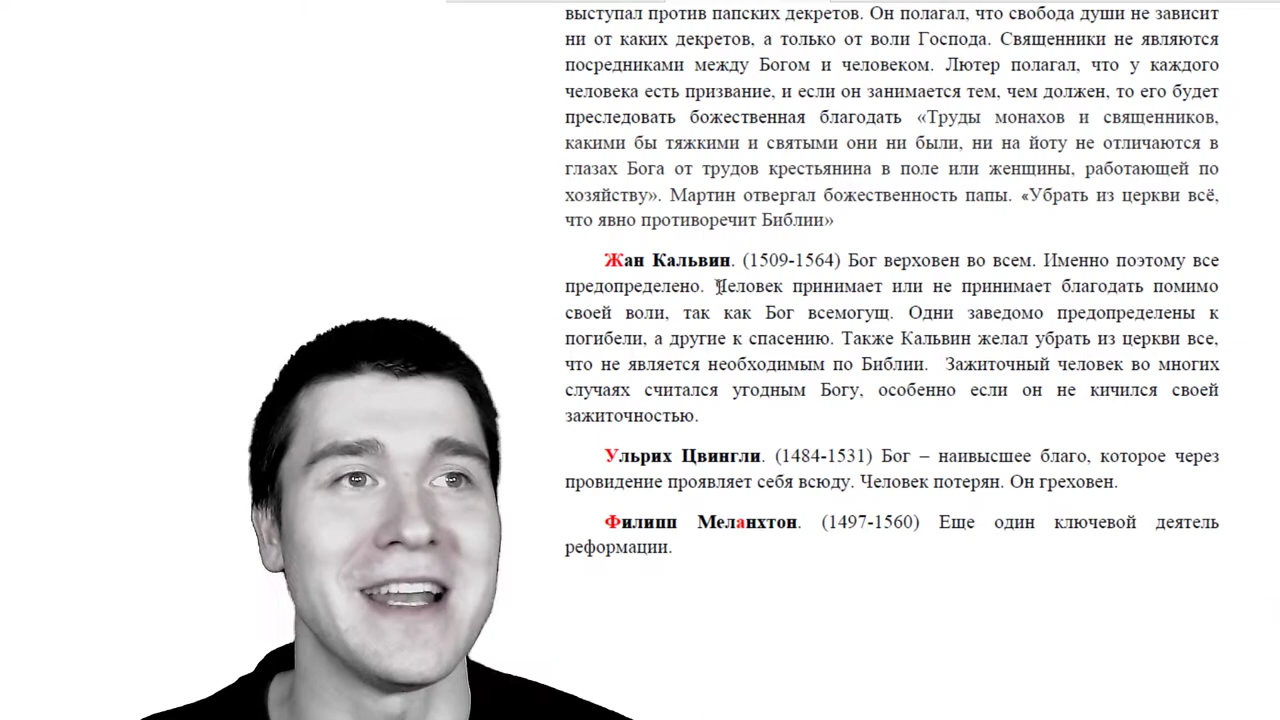 выступал против папских декретов. Он полагал, что свобода души не зависит
ни от каких декретов, а только от воли Господа. Священники не являются
посредниками между Богом и человеком. Лютер полагал, что у каждого
человека есть призвание, и если он занимается тем, чем должен, то его будет
преследовать божественная благодать «Труды монахов и священников,
какими бы тяжкими и святыми они ни были, ни на йоту не отличаются в
глазах Бога от трудов крестьянина в поле или женщины, работающей по
хозяйству». Мартин отвергал божественность папы. «Убрать из церкви всё,
что явно противоречит Библии»
Жан Кальвин. (1509-1564) Бог верховен во всем. Именно поэтому все
предопределено. Человек принимает или не принимает благодать помимо
своей воли, так как Бог всемогущ. Одни заведомо предопределены к
погибели, а другие к спасению. Также Кальвин желал убрать из церкви все,
что не является необходимым по Библии. Зажиточный человек во многих
случаях считался угодным Богу, особенно если он не кичился своей
зажиточностью.
Ульрих Цвингли. (1484-1531) Бог – наивысшее благо, которое через
провидение проявляет себя всюду. Человек потерян. Он греховен.
Филипп Меланхтон. (1497-1560) Еще один ключевой деятель
реформации.